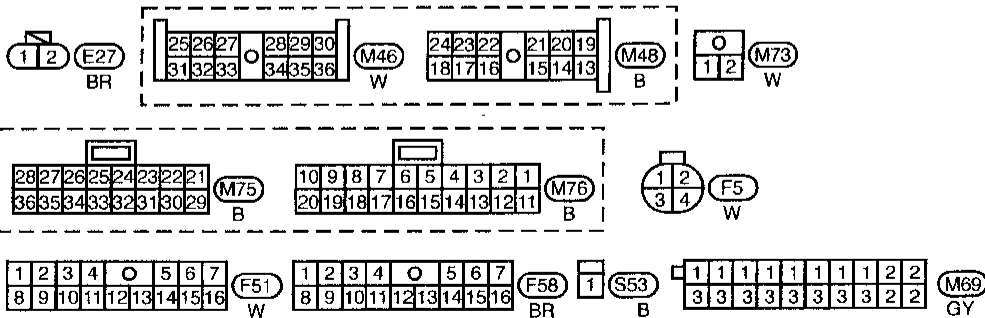 1 2 E27
BR
25 26 27 28 29 30
31 32 33 34 35 36
M46
W
24 23 22 21 20 19
18 17 16 15 14 13
M48
B
1 2
M73
W
28 27 26 25 24 23 22 21
36 35 34 33 32 31 30 29
M75
B
10 9 8 7 6 5 4 3 2 1
20 19 18 17 16 15 14 13 12 11
M76
B
1 2
3 4
F5
W
1 2 3 4 5 6 7
8 9 10 11 12 13 14 15 16
F51
W
1 2 3 4 5 6 7
8 9 10 11 12 13 14 15 16
F58
BR
1 S53
B
1 1 1 1 1 1 1 1 2 2
3 3 3 3 3 3 3 3 2 2
M69
GY